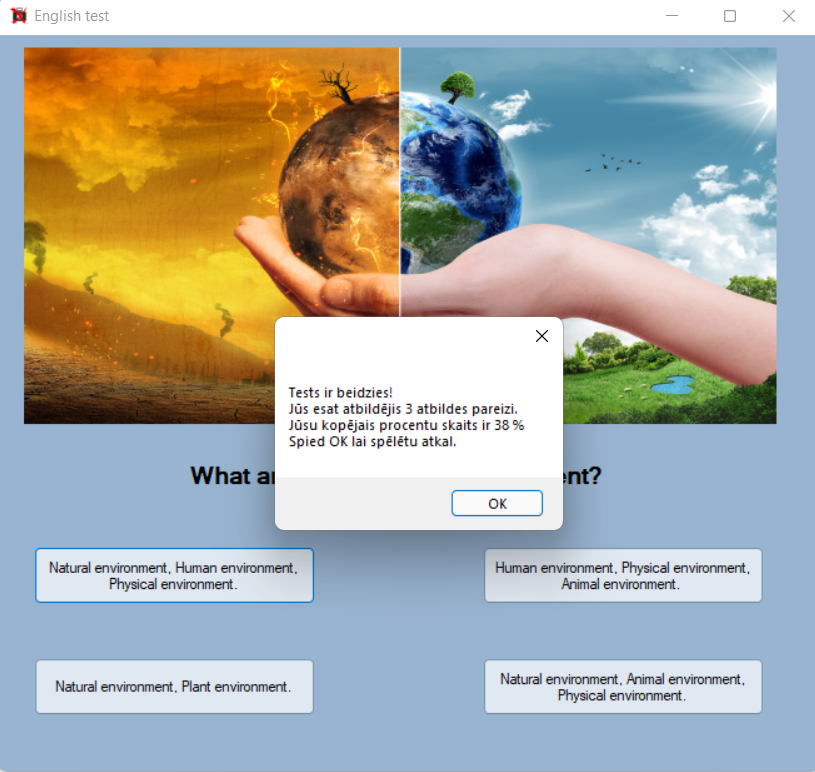 English test
Tests ir beidzies!
Jūs esat atbildējis 3 atbildes pareizi.
Jūsu kopējais procentu skaits ir 38 %
Spied OK lai spēlētu atkal.
What
OK
Natural environment, Human environment,
Physical environment.
Human environment, Physical environment,
Animal environment.
Natural environment, Plant environment.
Natural environment, Animal environment,
Physical environment.